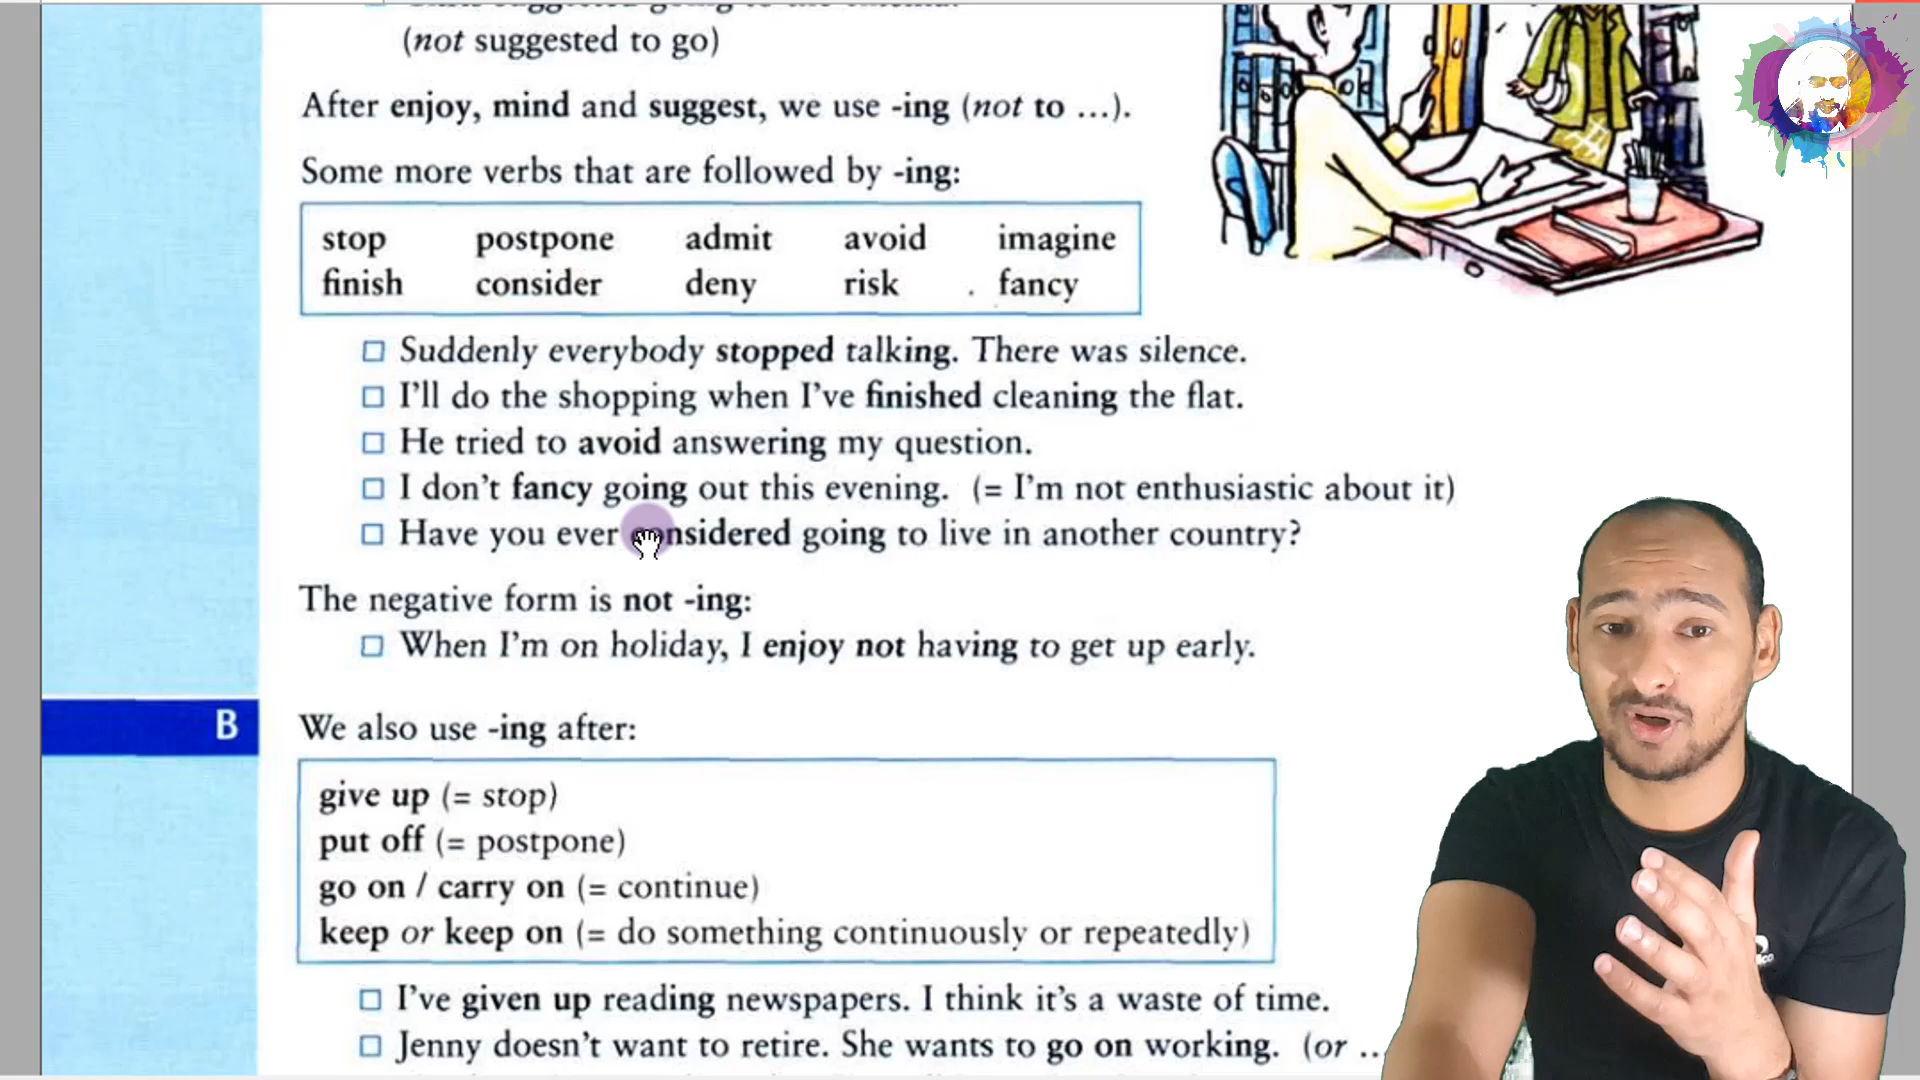 (not suggested to go)
After enjoy, mind and suggest, we use -ing (not to ...).
Some more verbs that are followed by -ing:
stop postpone admit avoid imagine
finish consider deny risk fancy
Suddenly everybody stopped talking. There was silence.
I'll do the shopping when I've finished cleaning the flat.
He tried to avoid answering my question.
I don't fancy going out this evening. (= I'm not enthusiastic about it)
Have you ever considered going to live in another country?
The negative form is not -ing:
When I'm on holiday, I enjoy not having to get up early.
B
We also use -ing after:
give up (= stop)
put off (= postpone)
go on / carry on (= continue)
keep or keep on (= do something continuously or repeatedly)
I've given up reading newspapers. I think it's a waste of time.
Jenny doesn't want to retire. She wants to go on working. (or ...